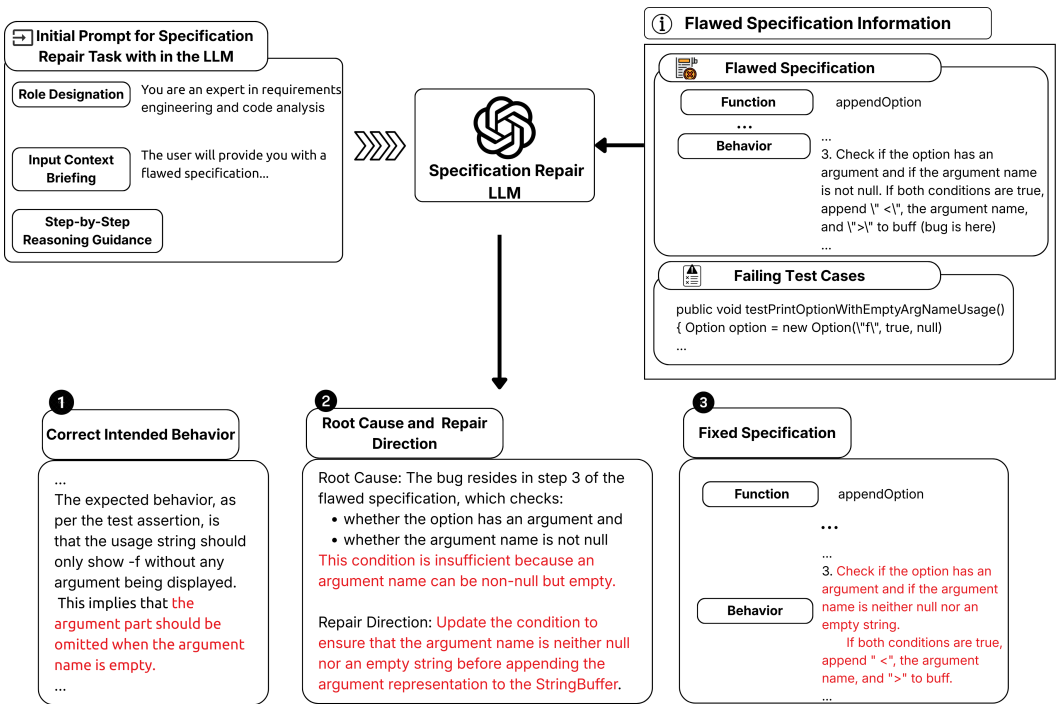 Initial Prompt for Specification
Repair Task with in the LLM
Role Designation
You are an expert in requirements
engineering and code analysis
Input Context
Briefing
The user will provide you with a
flawed specification...
Step-by-Step
Reasoning Guidance
Specification Repair
LLM
Flawed Specification Information
Flawed Specification
Function
appendOption
...
Behavior
...
3. Check if the option has an
argument and if the argument name
is not null. If both conditions are true,
append \" <\", the argument name,
and \">\" to buff (bug is here)
...
Failing Test Cases
public void testPrintOptionWithEmptyArgNameUsage()
{ Option option = new Option(\"f\", true, null)
...
1
Correct Intended Behavior
...
The expected behavior, as
per the test assertion, is
that the usage string should
only show -f without any
argument being displayed.
This implies that the
argument part should be
omitted when the argument
name is empty.
...
2
Root Cause and Repair
Direction
Root Cause: The bug resides in step 3 of the
flawed specification, which checks:
• whether the option has an argument and
• whether the argument name is not null
This condition is insufficient because an
argument name can be non-null but empty.
Repair Direction: Update the condition to
ensure that the argument name is neither null
nor an empty string before appending the
argument representation to the StringBuffer.
3
Fixed Specification
Function
appendOption
...
Behavior
...
3. Check if the option has an
argument and if the argument
name is neither null nor an
empty string.
If both conditions are true,
append " <", the argument
name, and ">" to buff.
...